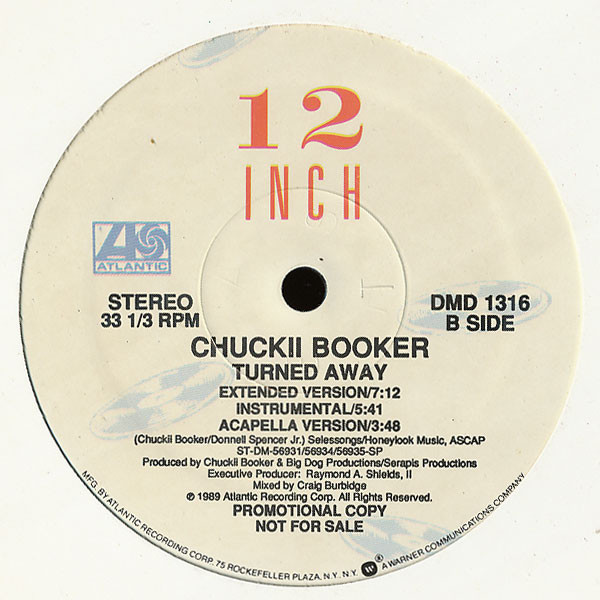 12
INCH
ATLANTIC
STEREO
33 1/3 RPM
DMD 1316
B SIDE
CHUCKII BOOKER
TURNED AWAY
EXTENDED VERSION/7:12
INSTRUMENTAL/5:41
ACAPELLA VERSION/3:48
(Chuckii Booker/Donnell Spencer Jr.) Selessongs/Honeylook Music, ASCAP
ST-DM-56931/56934/56935-SP
Produced by Chuckii Booker & Big Dog Productions/Serapis Productions
Executive Producer: Raymond A. Shields, II
Mixed by Craig Burbidge
℗ 1989 Atlantic Recording Corp. All Rights Reserved.
PROMOTIONAL COPY
NOT FOR SALE
MFG. BY ATLANTIC RECORDING CORP. 75 ROCKEFELLER PLAZA, N.Y. N.Y. W ® A WARNER COMMUNICATIONS COMPANY